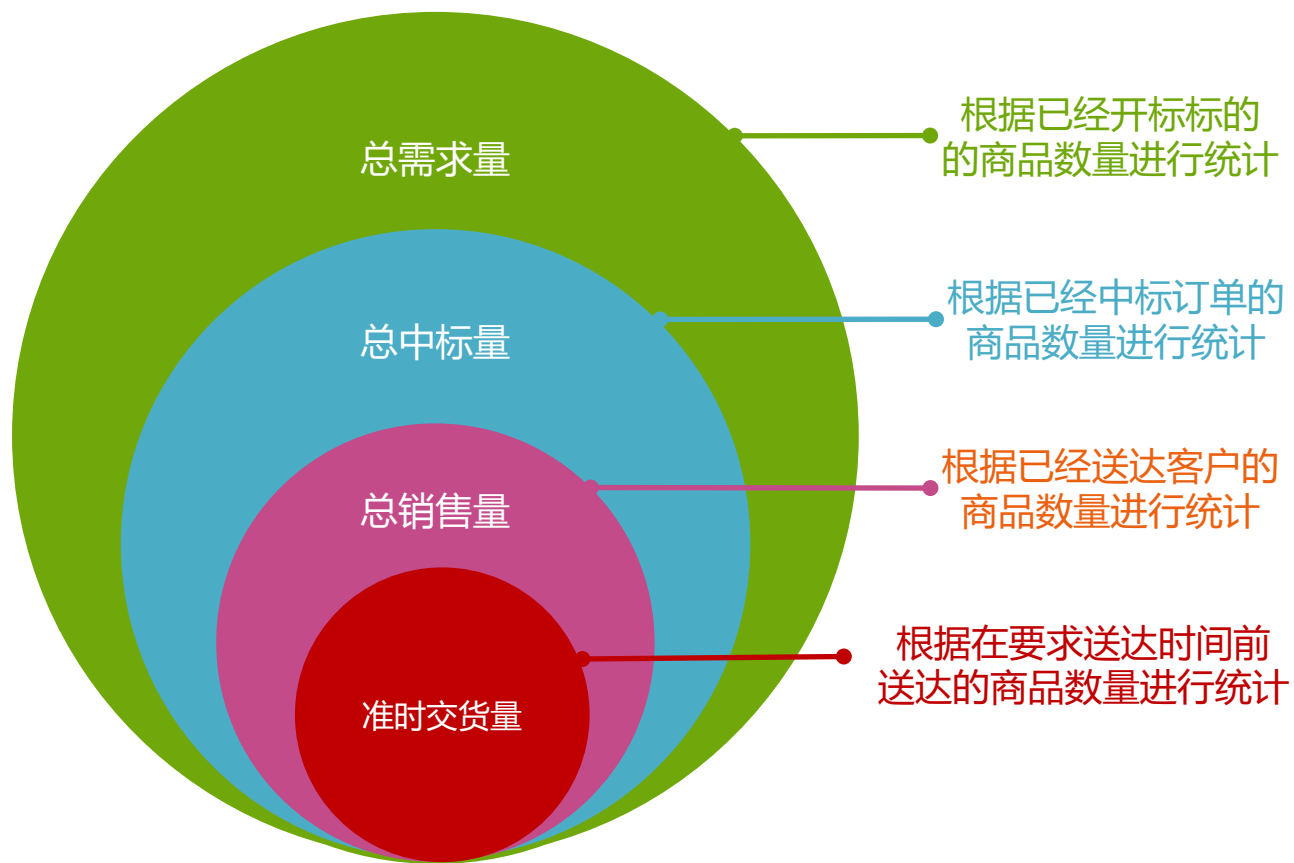 总需求量
根据已经开标标的
的商品数量进行统计
总中标量
根据已经中标订单的
商品数量进行统计
总销售量
根据已经送达客户的
商品数量进行统计
准时交货量
根据在要求送达时间前
送达的商品数量进行统计